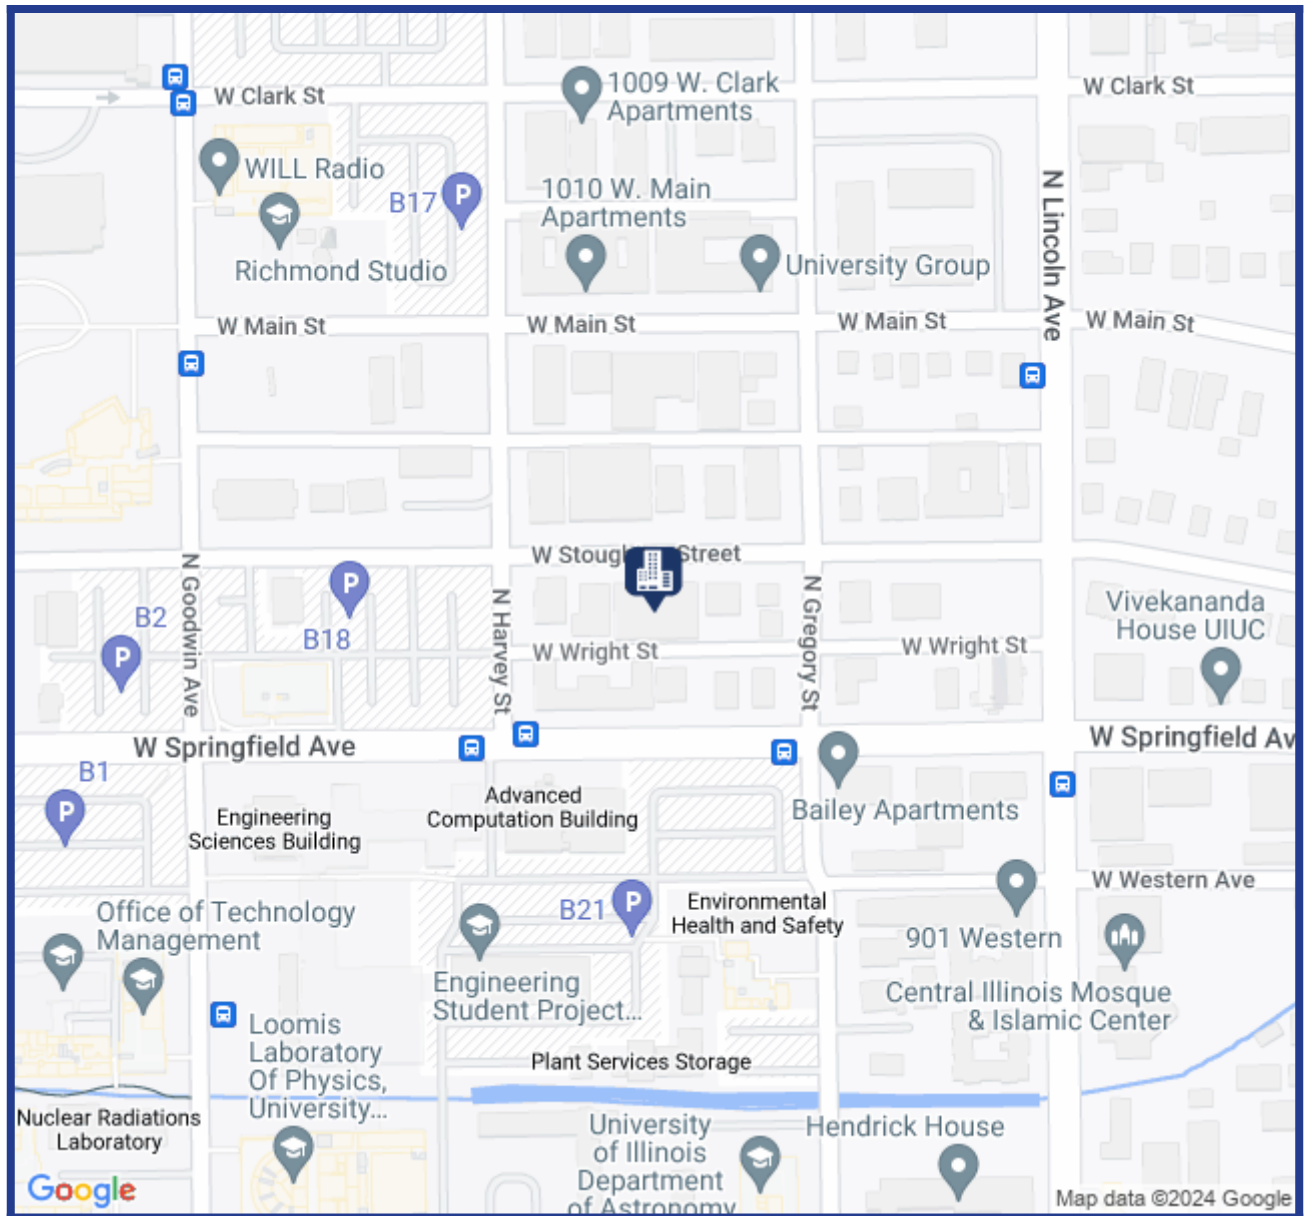 W Clark St
1009 W. Clark
Apartments
W Clark St
WILL Radio
B17
P
1010 W. Main
Apartments
Richmond Studio
University Group
N Lincoln Ave
W Main St
W Main St
W Main St
W Main St
W Stough Street
N Goodwin Ave
P
B18
B2
P
N Harvey St
N Gregory St
Vivekananda
House UIUC
W Wright St
W Wright St
W Springfield Ave
W Springfield Av
B1
P
Engineering
Sciences Building
Advanced
Computation Building
Bailey Apartments
W Western Ave
Office of Technology
Management
B21
P
Environmental
Health and Safety
901 Western
Engineering
Student Project...
Central Illinois Mosque
& Islamic Center
Loomis
Laboratory
Of Physics,
University...
Plant Services Storage
Nuclear Radiations
Laboratory
University
of Illinois
Department
of Astronomy
Hendrick House
Google
Map data ©2024 Google